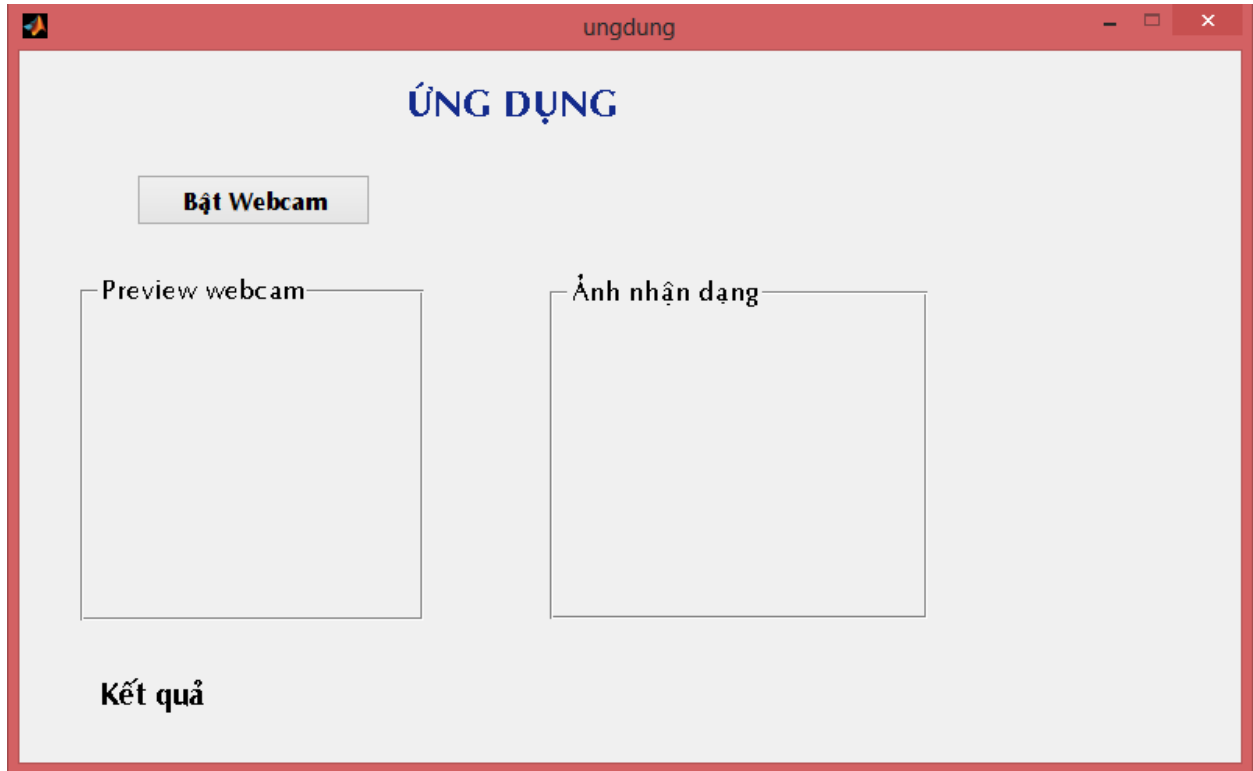 ungdung
ỨNG DỤNG
Bật Webcam
Preview webcam
Ảnh nhận dạng
Kết quả